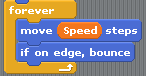 forever
move Speed steps
if on edge, bounce